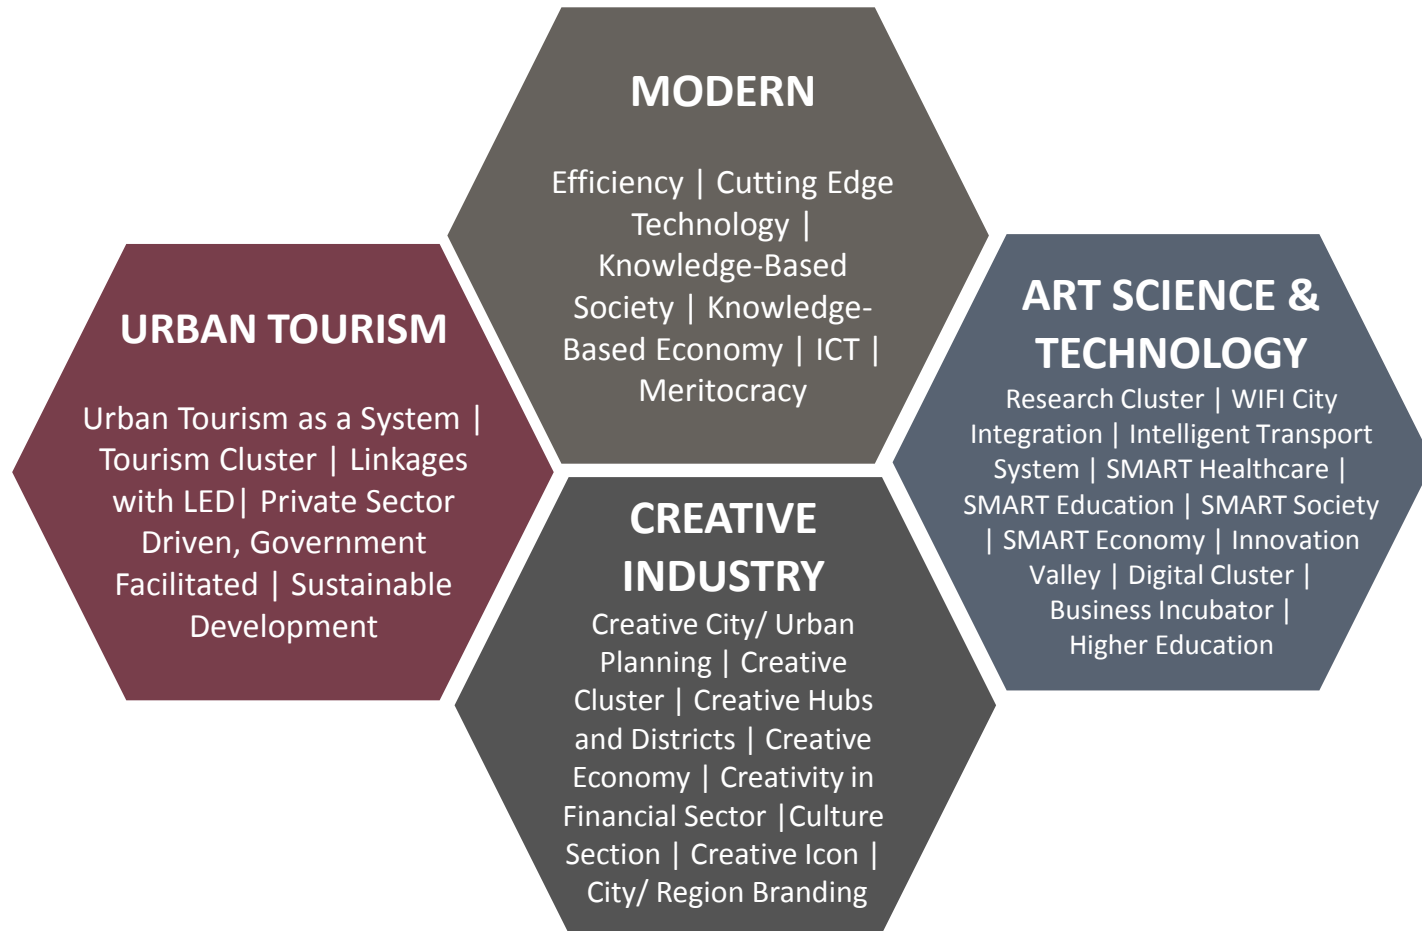 MODERN
Efficiency | Cutting Edge
Technology |
Knowledge-Based
Society | Knowledge-
Based Economy | ICT |
Meritocracy
URBAN TOURISM
Urban Tourism as a System |
Tourism Cluster | Linkages
with LED| Private Sector
Driven, Government
Facilitated | Sustainable
Development
ART SCIENCE &
TECHNOLOGY
Research Cluster | WIFI City
Integration | Intelligent Transport
System | SMART Healthcare |
SMART Education | SMART Society
| SMART Economy | Innovation
Valley | Digital Cluster |
Business Incubator |
Higher Education
CREATIVE
INDUSTRY
Creative City/ Urban
Planning | Creative
Cluster | Creative Hubs
and Districts | Creative
Economy | Creativity in
Financial Sector |Culture
Section | Creative Icon |
City/ Region Branding